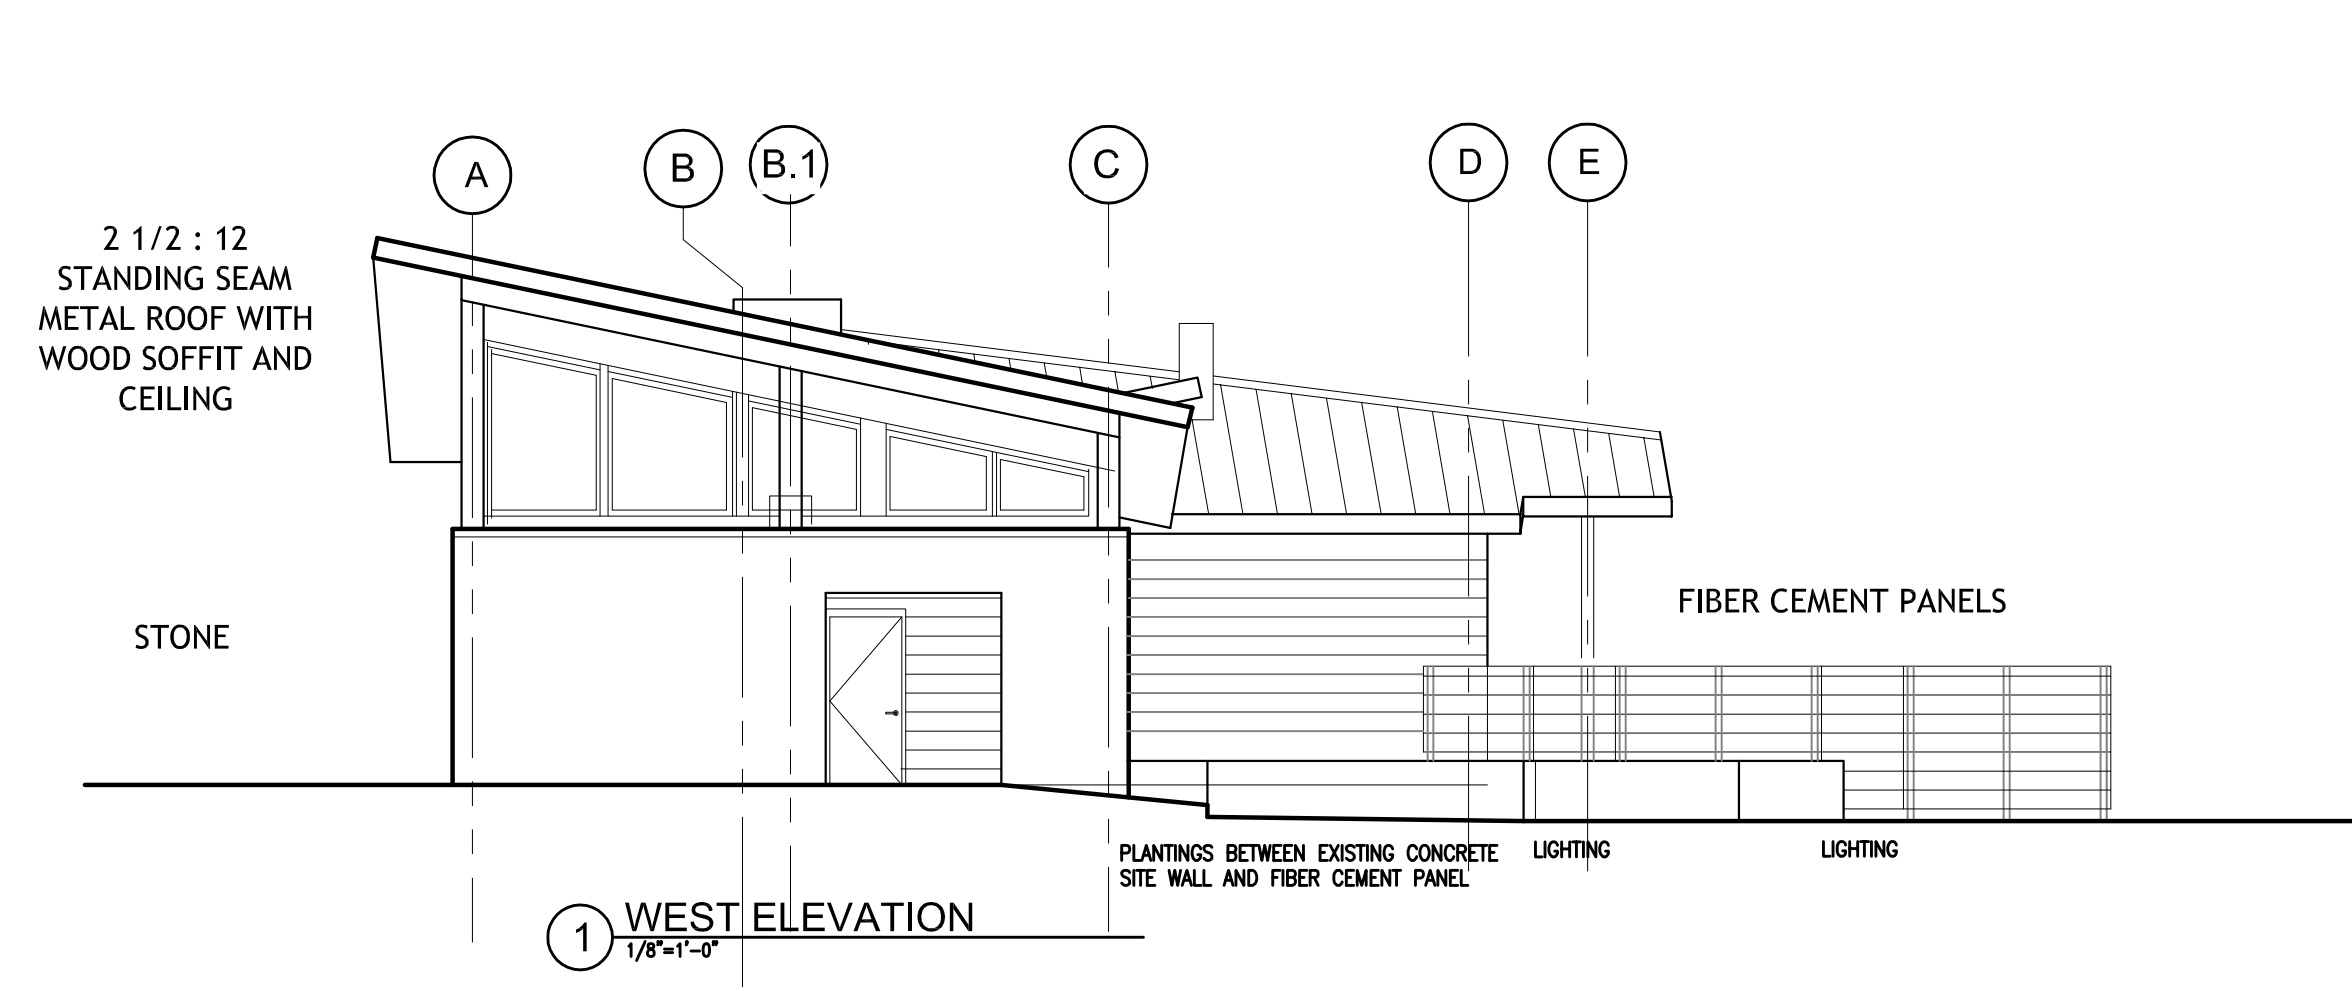 A
B
B.1
C
D
E
2 1/2 : 12
STANDING SEAM
METAL ROOF WITH
WOOD SOFFIT AND
CEILING
STONE
FIBER CEMENT PANELS
PLANTINGS BETWEEN EXISTING CONCRETE
SITE WALL AND FIBER CEMENT PANEL
LIGHTING
LIGHTING
1
WEST ELEVATION
1/8"=1'-0"